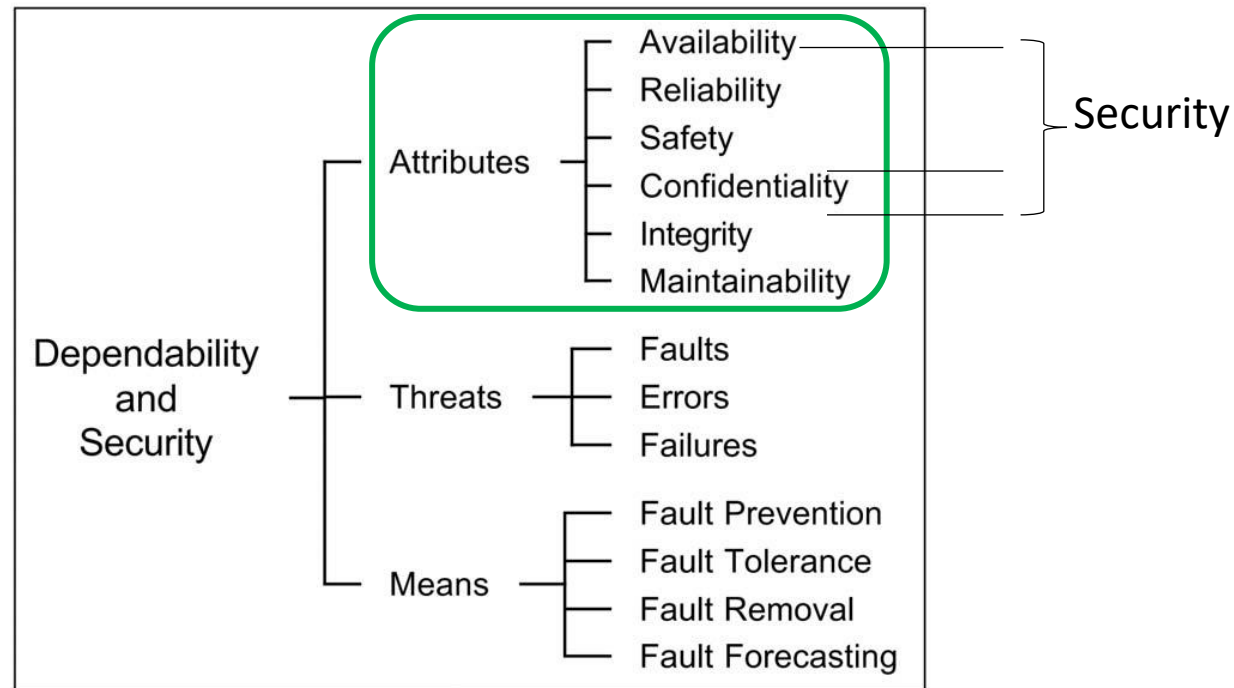 Availability
Reliability
Safety
Confidentiality
Integrity
Maintainability
Attributes
Security
Dependability
and
Security
Threats
Faults
Errors
Failures
Means
Fault Prevention
Fault Tolerance
Fault Removal
Fault Forecasting